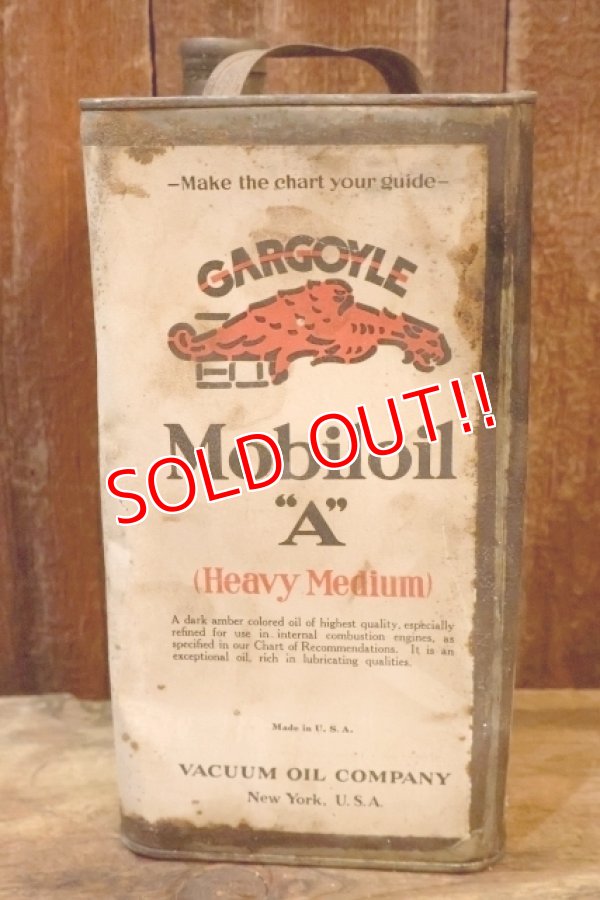 —Make the chart your guide—
GARGOYLE
Mobiloil
SOLD OUT!!
"A"
(Heavy Medium)
A dark amber colored oil of highest quality, especially
refined for use in internal combustion engines, as
specified in our Chart of Recommendations. It is an
exceptional oil, rich in lubricating qualities.
Made in U. S. A.
VACUUM OIL COMPANY
New York, U.S.A.